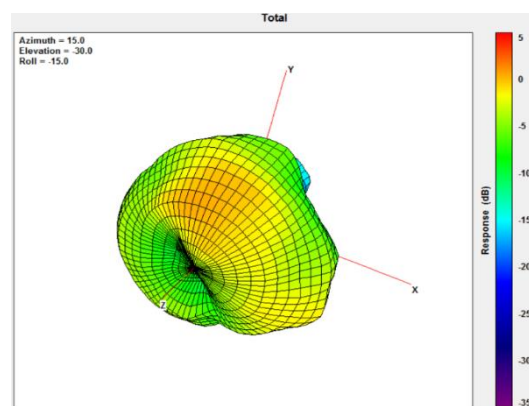 Total
Azimuth = 15.0
Elevation = -30.0
Roll = -15.0
Y
X
Z
5
0
-5
-10
-15
-20
-25
-30
-35
Response (dB)